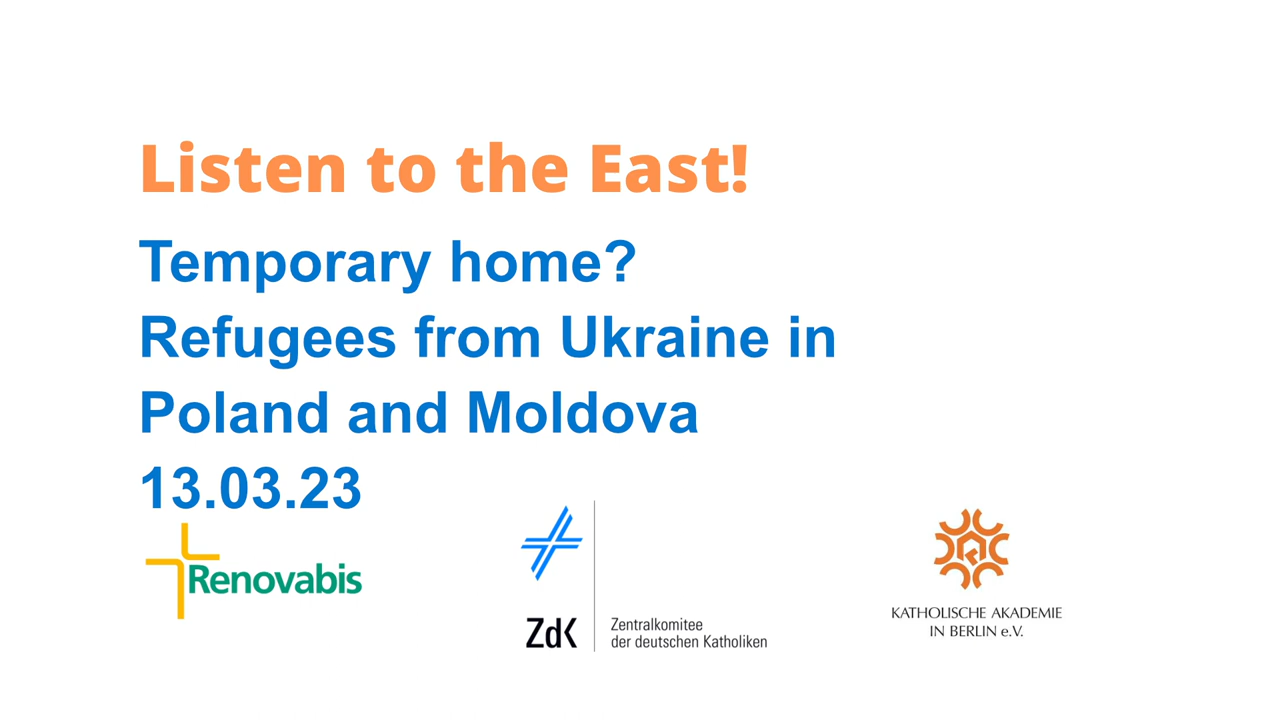 Listen to the East!
Temporary home?
Refugees from Ukraine in
Poland and Moldova
13.03.23
Renovabis
ZdK
Zentralkomitee
der deutschen Katholiken
KATHOLISCHE AKADEMIE
IN BERLIN e.V.